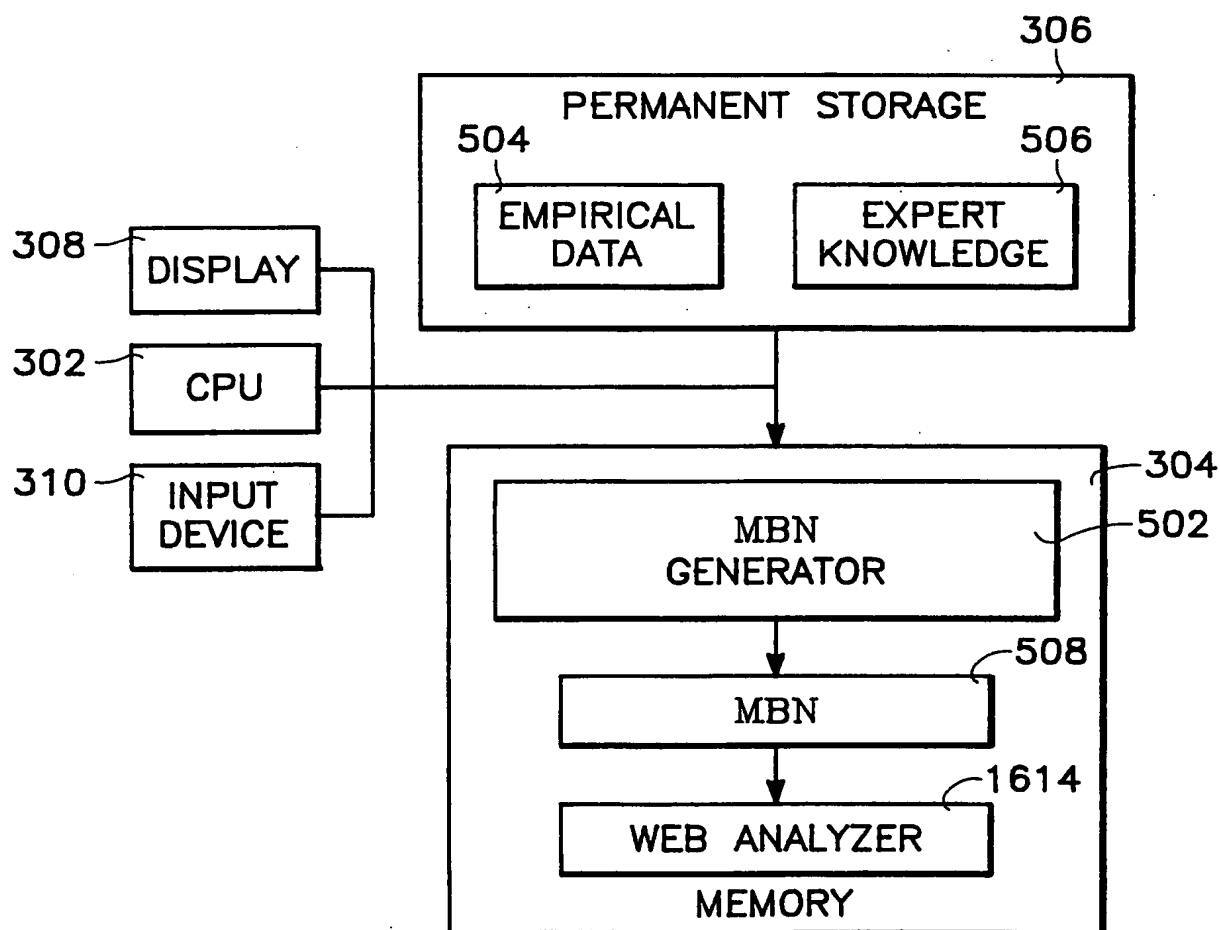 306
PERMANENT STORAGE
504
506
EMPIRICAL
DATA
EXPERT
KNOWLEDGE
308
DISPLAY
302
CPU
310
INPUT
DEVICE
304
502
MBN
GENERATOR
508
MBN
1614
WEB ANALYZER
MEMORY